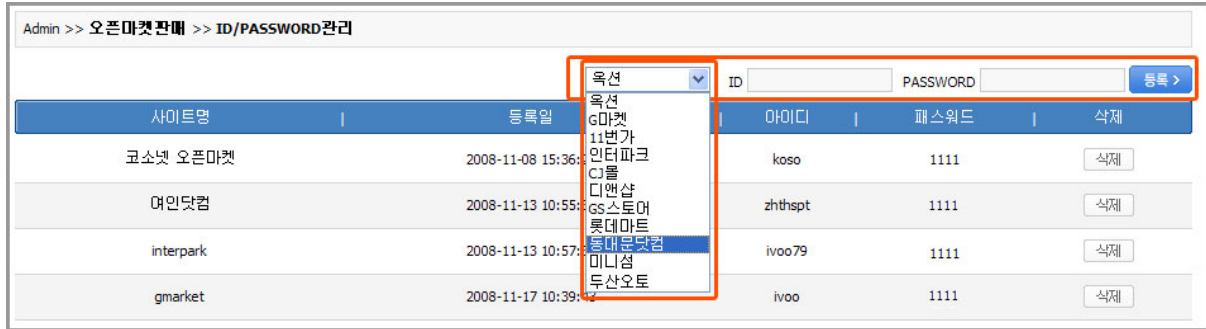 Admin >> 오픈마켓판매 >> ID/PASSWORD관리
옥션 ID PASSWORD 등록 >
사이트명 | 등록일 | 아이디 | 패스워드 | 삭제
옥션
G마켓
11번가
인터파크
CJ몰
디앤샵
GS스토어
롯데마트
동대문닷컴
미니섬
두산오토
코소넷 오픈마켓 2008-11-08 15:36: koso 1111 삭제
여인닷컴 2008-11-13 10:55: zhthspt 1111 삭제
interpark 2008-11-13 10:57: ivoo79 1111 삭제
gmarket 2008-11-17 10:39: ivoo 1111 삭제